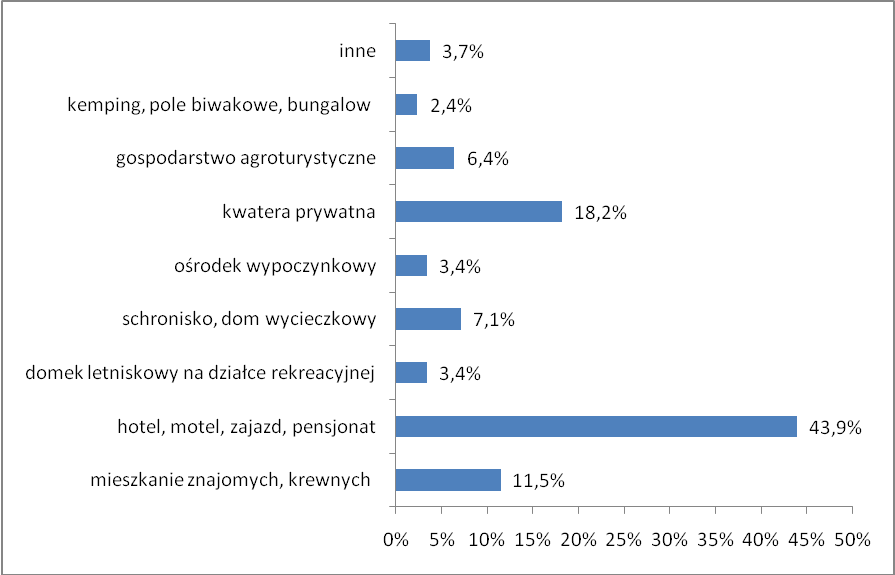 inne 3,7%
kemping, pole biwakowe, bungalow 2,4%
gospodarstwo agroturystyczne 6,4%
kwatera prywatna 18,2%
ośrodek wypoczynkowy 3,4%
schronisko, dom wycieczkowy 7,1%
domek letniskowy na działce rekreacyjnej 3,4%
hotel, motel, zajazd, pensjonat 43,9%
mieszkanie znajomych, krewnych 11,5%
0% 5% 10% 15% 20% 25% 30% 35% 40% 45% 50%